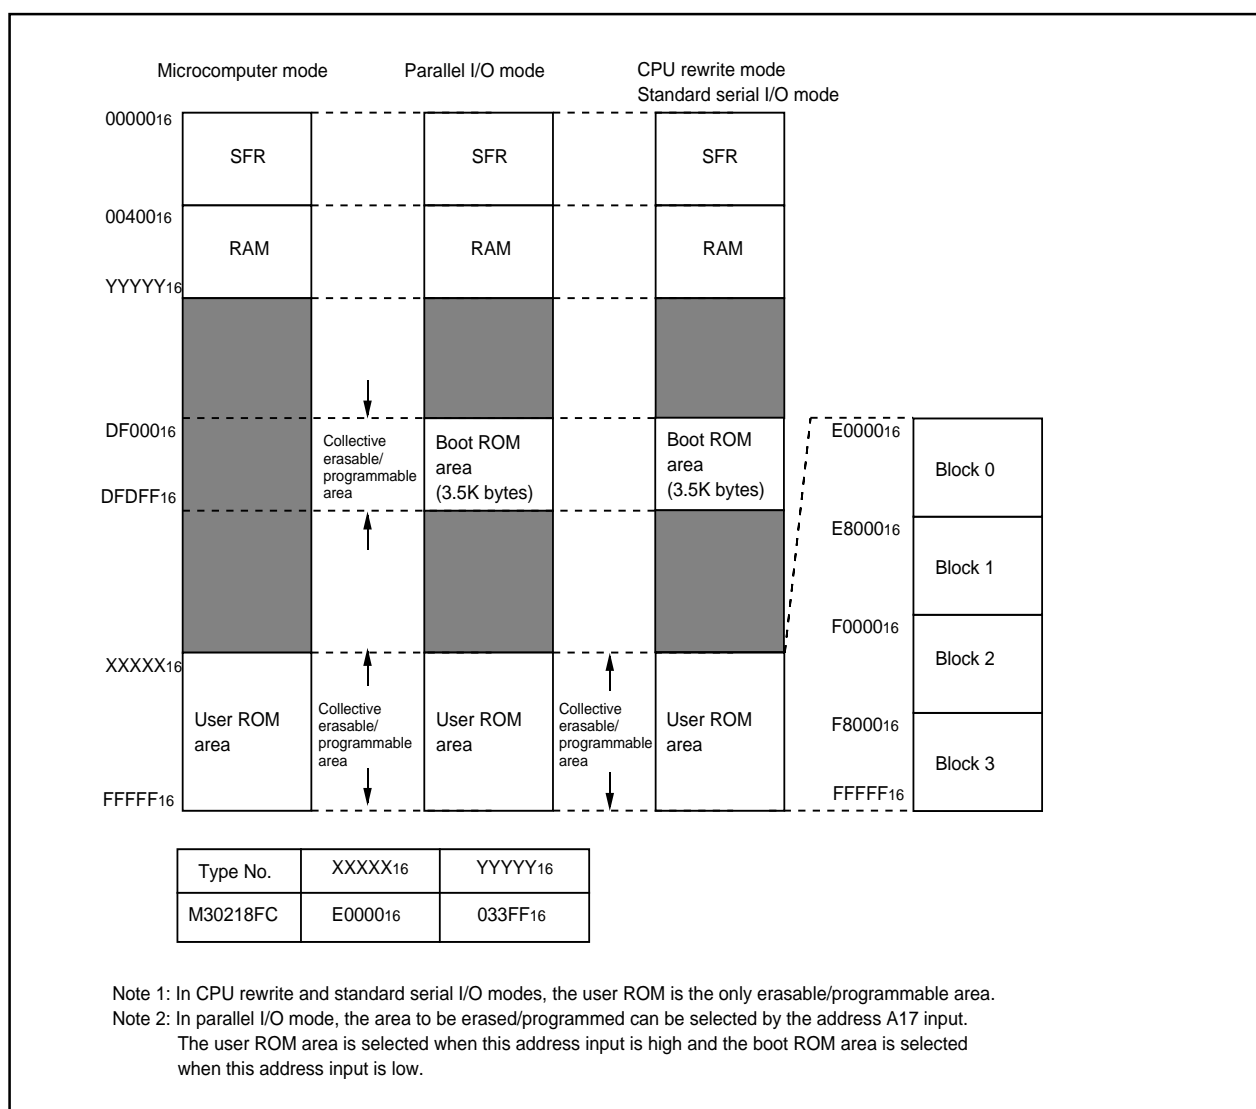 Microcomputer mode
Parallel I/O mode
CPU rewrite mode
Standard serial I/O mode
0000016
SFR
SFR
SFR
0040016
RAM
RAM
RAM
YYYYY16
DF00016
Collective
erasable/
programmable
area
Boot ROM
area
(3.5K bytes)
Boot ROM
area
(3.5K bytes)
DFDFF16
E000016
Block 0
E800016
Block 1
F000016
Block 2
F800016
Block 3
FFFFF16
XXXXX16
User ROM
area
Collective
erasable/
programmable
area
User ROM
area
Collective
erasable/
programmable
area
User ROM
area
FFFFF16
Type No.
XXXXX16
YYYYY16
M30218FC
E000016
033FF16
Note 1: In CPU rewrite and standard serial I/O modes, the user ROM is the only erasable/programmable area.
Note 2: In parallel I/O mode, the area to be erased/programmed can be selected by the address A17 input.
The user ROM area is selected when this address input is high and the boot ROM area is selected
when this address input is low.